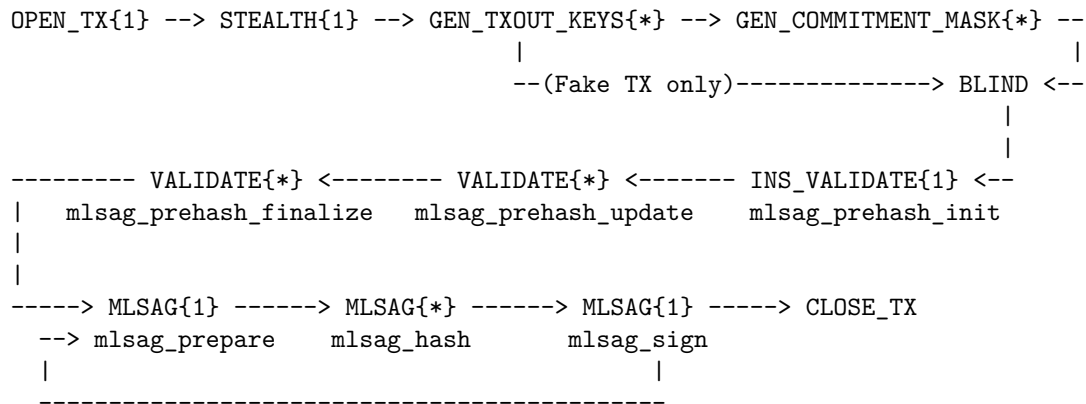 OPEN_TX{1} --> STEALTH{1} --> GEN_TXOUT_KEYS{*} --> GEN_COMMITMENT_MASK{*} --
                             |                                |
                             --(Fake TX only)--------------> BLIND <--
                                                          |
                                                          |
--------- VALIDATE{*} <-------- VALIDATE{*} <------- INS_VALIDATE{1} <--
|   mlsag_prehash_finalize   mlsag_prehash_update    mlsag_prehash_init
|
|
-----> MLSAG{1} ------> MLSAG{*} ------> MLSAG{1} -----> CLOSE_TX
  --> mlsag_prepare    mlsag_hash       mlsag_sign
  |                                     |
  ---------------------------------------------